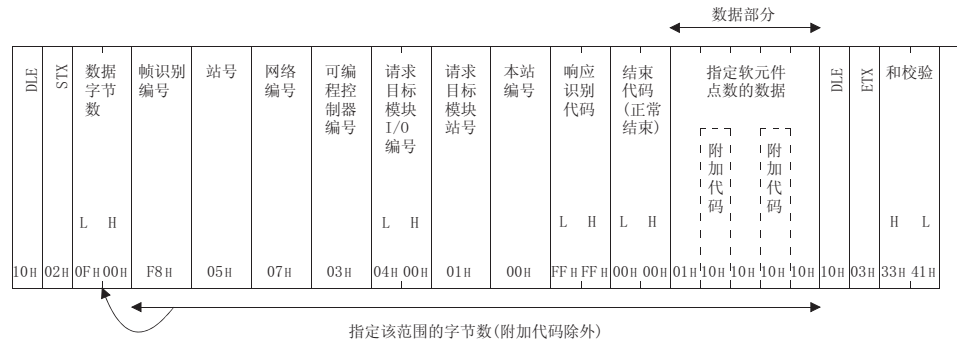 数据部分
DLE
STX
数据
字节
数
帧识别
编号
站号
网络
编号
可编
程控
制器
编号
请求
目标
模块
I/O
编号
请求
目标
模块
站号
本站
编号
响应
识别
代码
结束
代码
(正常
结束)
指定软元件
点数的数据
附
加
代
码
附
加
代
码
DLE
ETX
和校验
L H
L H
L H
L H
H L
10H 02H 0FH 00H F8H 05H 07H 03H 04H 00H 01H 00H FFH FFH 00H 00H 01H 10H 10H 10H 10H 10H 03H 33H 41H
指定该范围的字节数(附加代码除外)